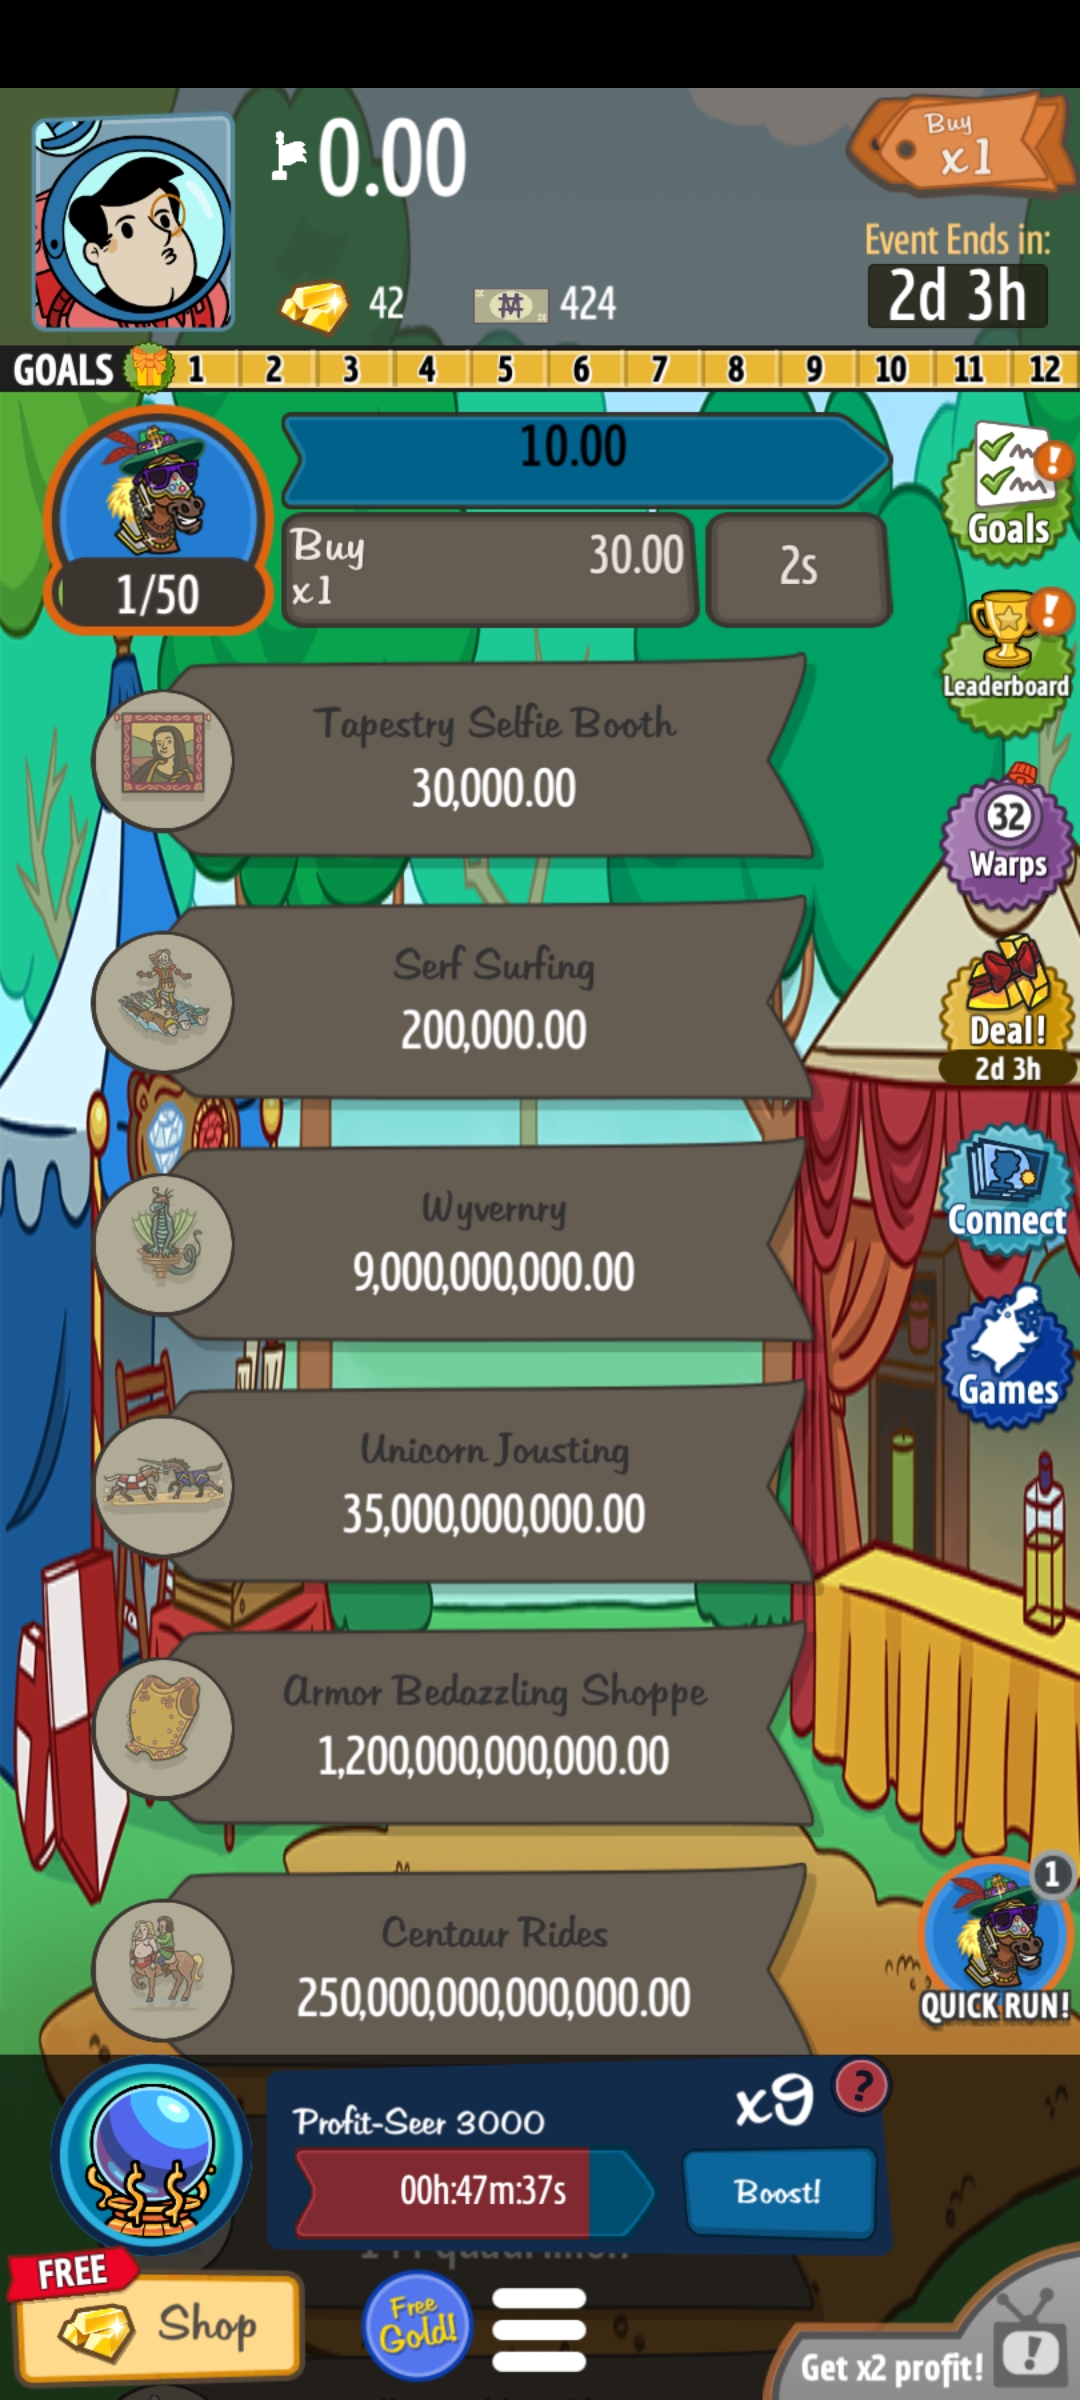 0.00
Buy
x1
Event Ends in:
42
424
2d 3h
GOALS 1 2 3 4 5 6 7 8 9 10 11 12
10.00
Buy
x1
30.00
2s
1/50
Goals
Leaderboard
Tapestry Selfie Booth
30,000.00
32
Warps
Serf Surfing
200,000.00
Deal!
2d 3h
Wyvernry
9,000,000,000.00
Connect
Games
Unicorn Jousting
35,000,000,000.00
Armor Bedazzling Shoppe
1,200,000,000,000.00
1
Centaur Rides
250,000,000,000,000.00
QUICK RUN!
Profit-Seer 3000
x9
?
00h:47m:37s
Boost!
FREE
Shop
Free
Gold!
Get x2 profit!